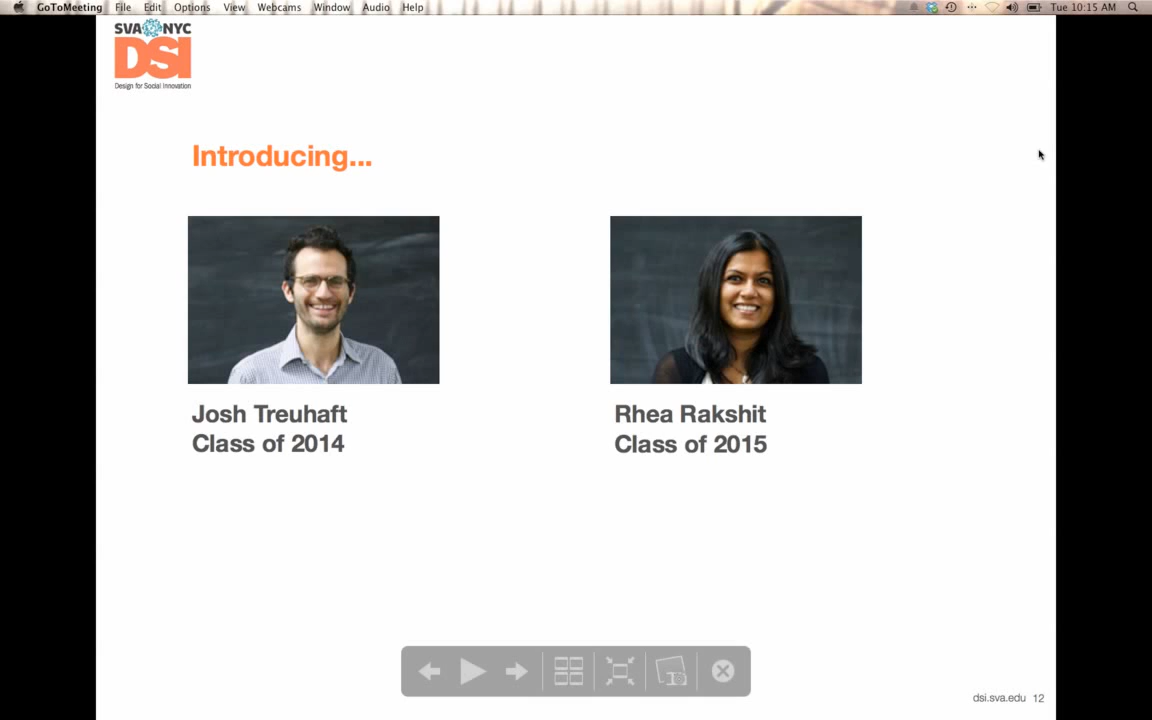 GoToMeeting File Edit Options View Webcams Window Audio Help Tue 10:15 AM
SVA NYC
DSI
Design for Social Innovation
Introducing...
Josh Treuhaft
Class of 2014
Rhea Rakshit
Class of 2015
dsi.sva.edu 12